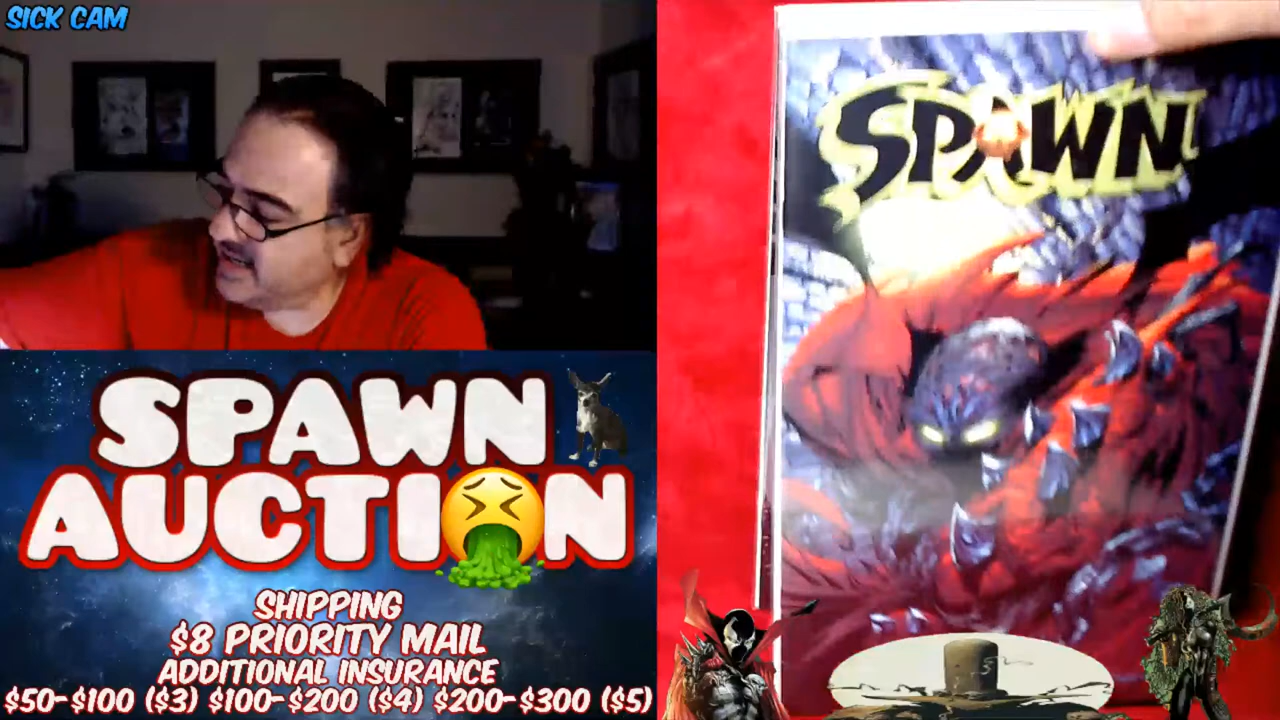 SICK CAM
SPAWN
SPAWN
AUCTION
SHIPPING
$8 PRIORITY MAIL
ADDITIONAL INSURANCE
$50-$100 ($3) $100-$200 ($4) $200-$300 ($5)